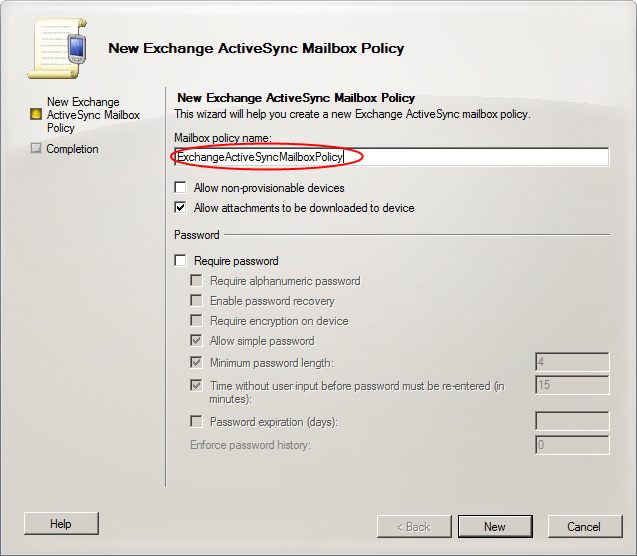 New Exchange ActiveSync Mailbox Policy
New Exchange
ActiveSync Mailbox
Policy
Completion
New Exchange ActiveSync Mailbox Policy
This wizard will help you create a new Exchange ActiveSync mailbox policy.
Mailbox policy name:
ExchangeActiveSyncMailboxPolicy
Allow non-provisionable devices
Allow attachments to be downloaded to device
Password
Require password
Require alphanumeric password
Enable password recovery
Require encryption on device
Allow simple password
Minimum password length: 4
Time without user input before password must be re-entered (in 15
minutes):
Password expiration (days):
Enforce password history: 0
Help < Back New Cancel